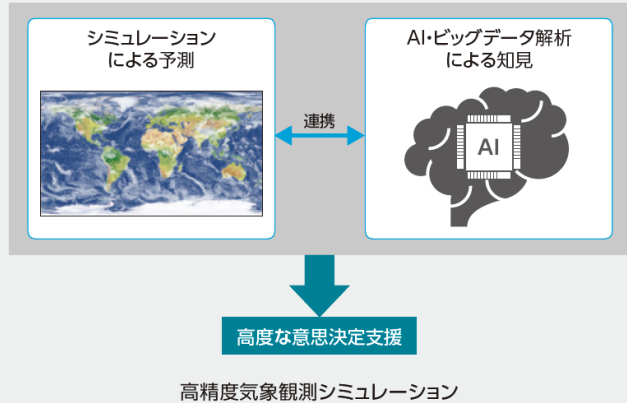 シミュレーション
による予測
AI・ビッグデータ解析
による知見
連携
AI
高度な意思決定支援
高精度気象観測シミュレーション